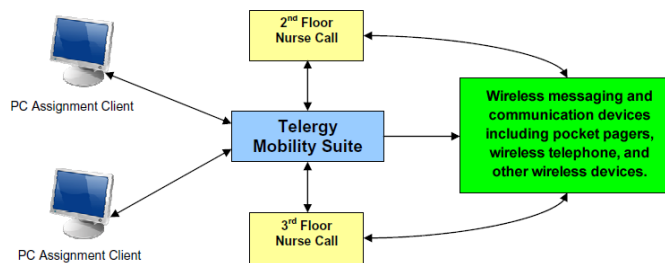 2nd Floor
Nurse Call
PC Assignment Client
Telergy
Mobility Suite
Wireless messaging and
communication devices
including pocket pagers,
wireless telephone, and
other wireless devices.
3rd Floor
Nurse Call
PC Assignment Client